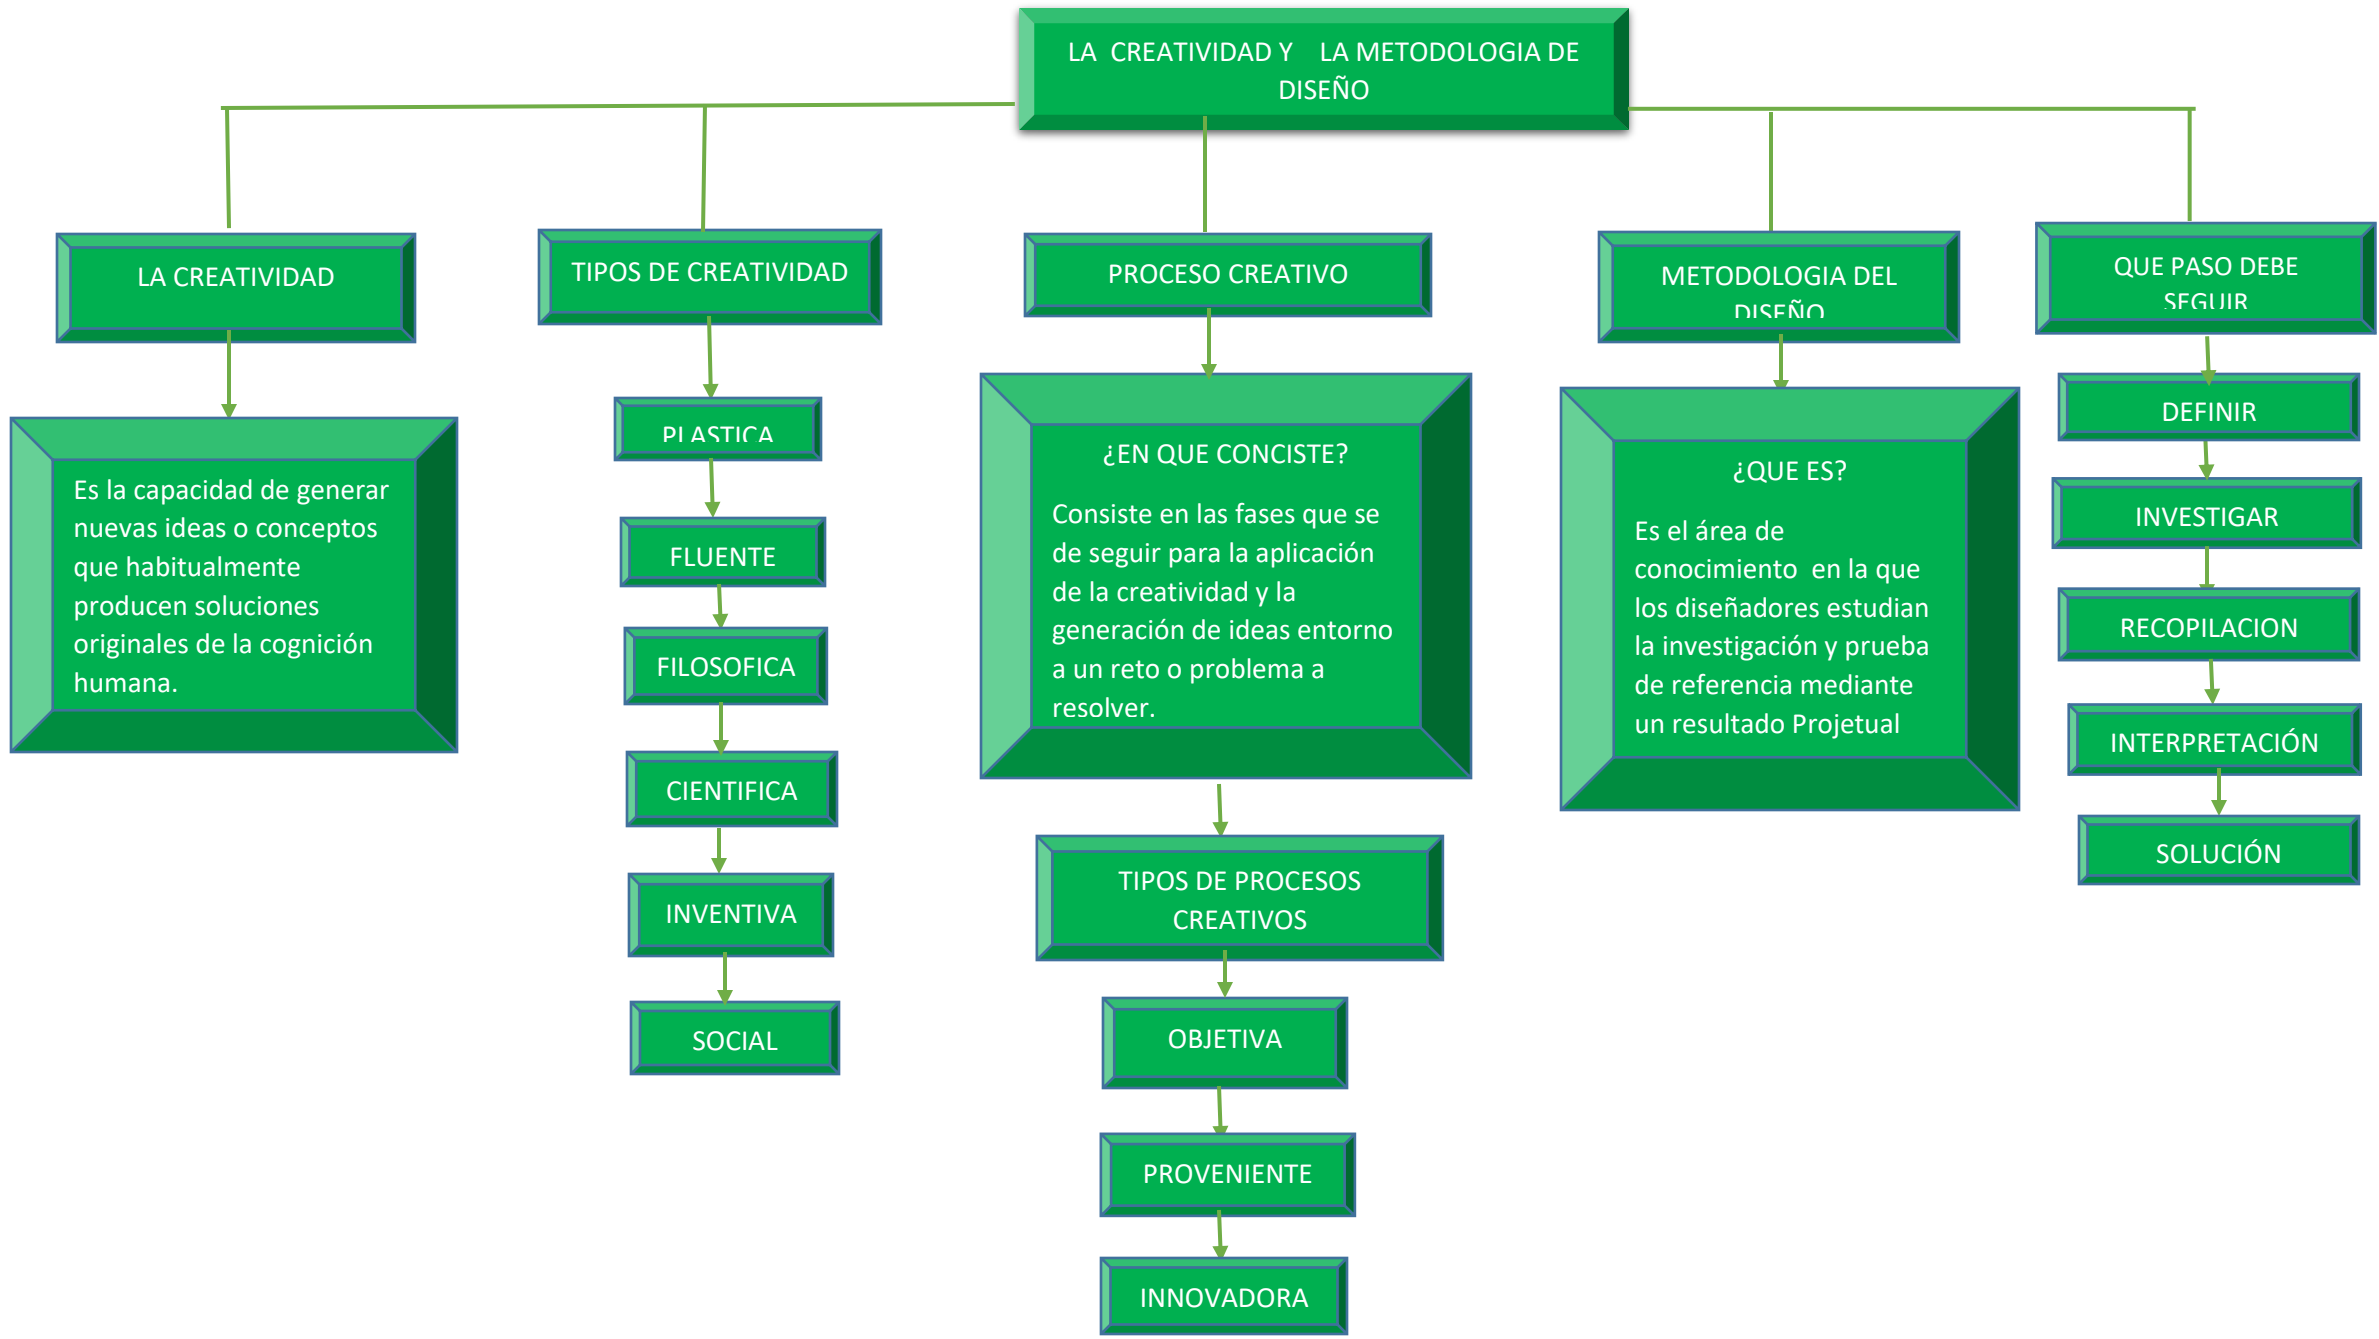 LA CREATIVIDAD Y LA METODOLOGIA DE
DISEÑO
LA CREATIVIDAD
Es la capacidad de generar
nuevas ideas o conceptos
que habitualmente
producen soluciones
originales de la cognición
humana.
TIPOS DE CREATIVIDAD
PLASTICA
FLUENTE
FILOSOFICA
CIENTIFICA
INVENTIVA
SOCIAL
PROCESO CREATIVO
¿EN QUE CONCISTE?
Consiste en las fases que se
de seguir para la aplicación
de la creatividad y la
generación de ideas entorno
a un reto o problema a
resolver.
TIPOS DE PROCESOS
CREATIVOS
OBJETIVA
PROVENIENTE
INNOVADORA
METODOLOGIA DEL
DISEÑO
¿QUE ES?
Es el área de
conocimiento en la que
los diseñadores estudian
la investigación y prueba
de referencia mediante
un resultado Projetual
QUE PASO DEBE
SEGUIR
DEFINIR
INVESTIGAR
RECOPILACION
INTERPRETACIÓN
SOLUCIÓN